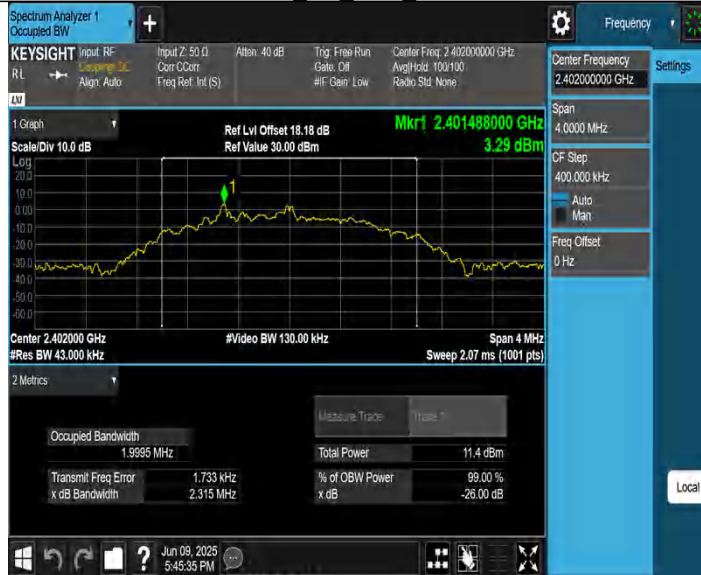 Spectrum Analyzer 1
Occupied BW
+
Frequency
KEYSIGHT
RL
Input: RF
Coupling: DC
Align: Auto
Input Z: 50 Ω
Corr CCorr
Freq Ref: Int (S)
Atten: 40 dB
Trig: Free Run
Gate: Off
#IF Gain: Low
Center Freq: 2.402000000 GHz
Avg|Hold: 100/100
Radio Std: None
LXI
1 Graph
Scale/Div 10.0 dB
Ref Lvl Offset 18.18 dB
Ref Value 30.00 dBm
Mkr1 2.401488000 GHz
3.29 dBm
Log
20.0
10.0
0.00
-10.0
-20.0
-30.0
-40.0
-50.0
-60.0
1
Center 2.402000 GHz
#Res BW 43.000 kHz
#Video BW 130.00 kHz
Span 4 MHz
Sweep 2.07 ms (1001 pts)
2 Metrics
Measure Trace
Trace 1
Occupied Bandwidth
1.9995 MHz
Total Power
11.4 dBm
Transmit Freq Error
1.733 kHz
% of OBW Power
99.00 %
x dB Bandwidth
2.315 MHz
x dB
-26.00 dB
Center Frequency
2.402000000 GHz
Settings
Span
4.0000 MHz
CF Step
400.000 kHz
Auto
Man
Freq Offset
0 Hz
Local
?
Jun 09, 2025
5:45:35 PM